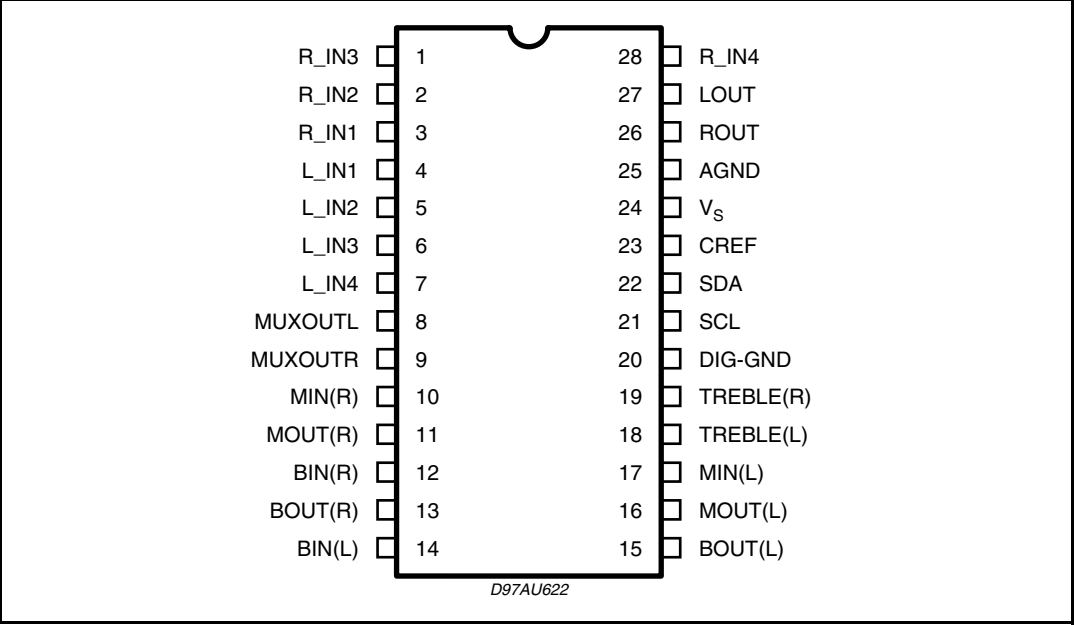 R_IN3 1 28 R_IN4
R_IN2 2 27 LOUT
R_IN1 3 26 ROUT
L_IN1 4 25 AGND
L_IN2 5 24 VS
L_IN3 6 23 CREF
L_IN4 7 22 SDA
MUXOUTL 8 21 SCL
MUXOUTR 9 20 DIG-GND
MIN(R) 10 19 TREBLE(R)
MOUT(R) 11 18 TREBLE(L)
BIN(R) 12 17 MIN(L)
BOUT(R) 13 16 MOUT(L)
BIN(L) 14 15 BOUT(L)
D97AU622